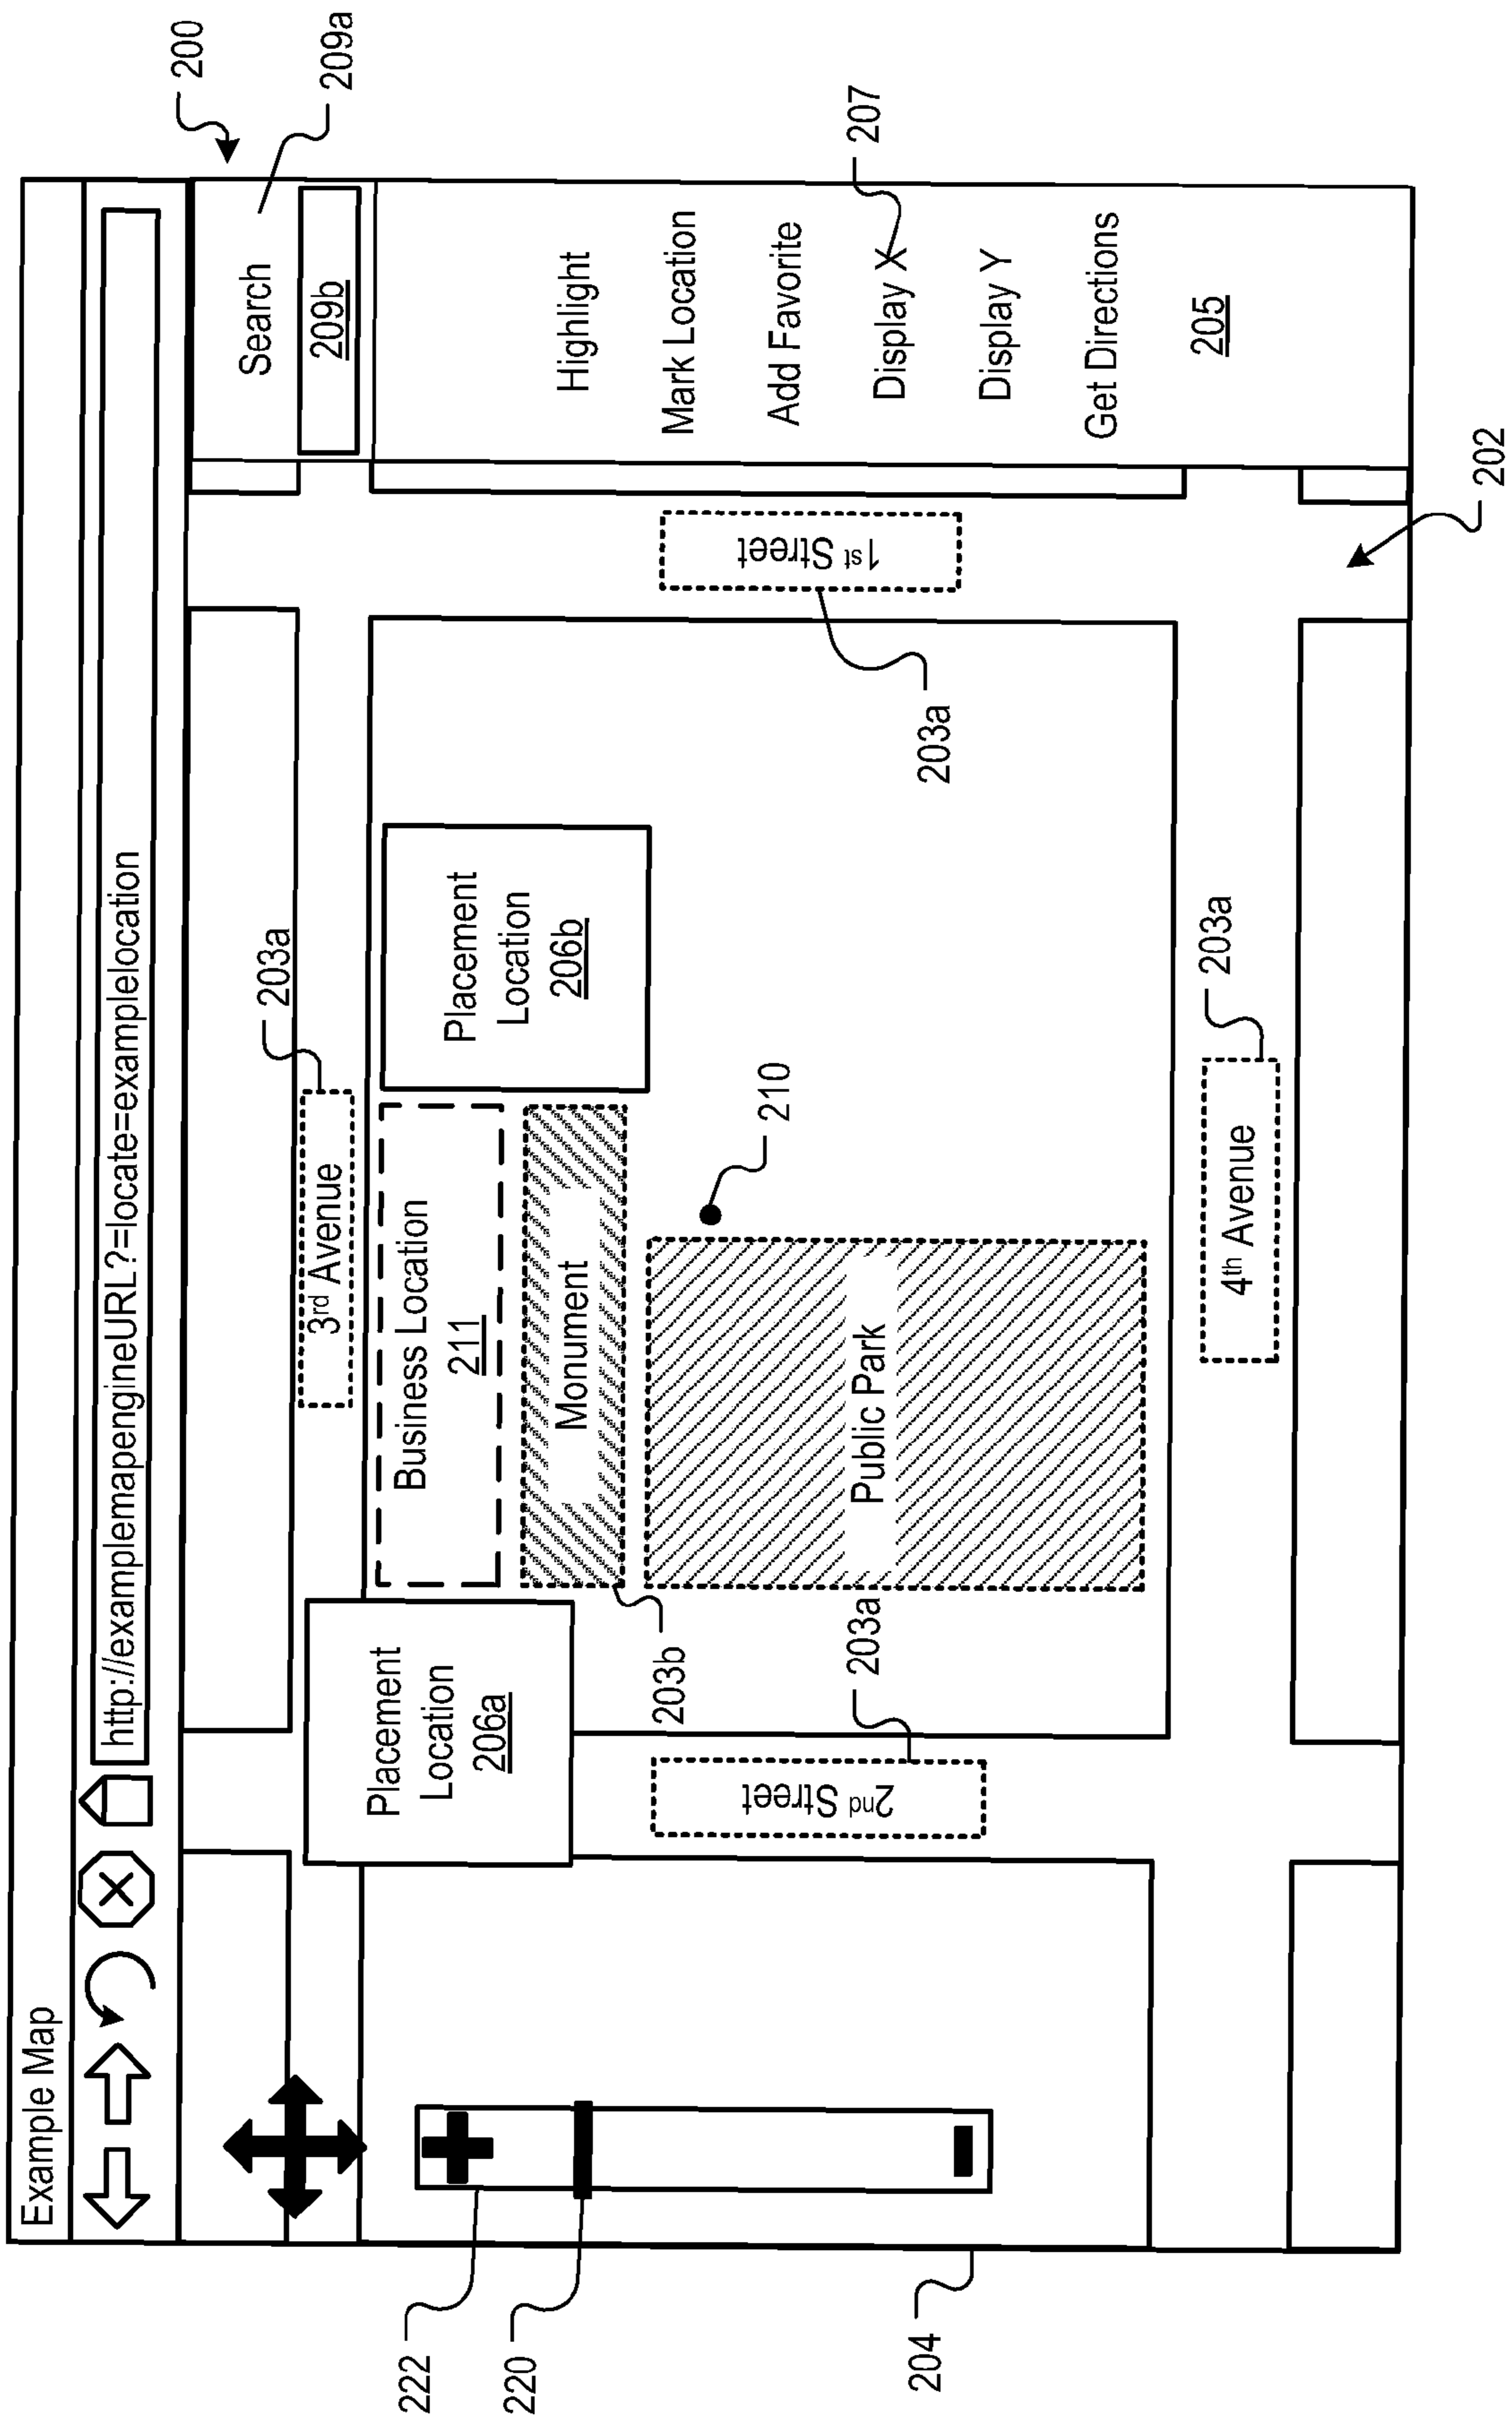 Example Map
http://examplemapengineURL?=locate=examplelocation
200
Search
209a
209b
3rd Avenue
203a
Placement
Location
206a
Business Location
211
Placement
Location
206b
Monument
203b
210
Public Park
2nd Street
203a
1st Street
203a
4th Avenue
203a
Highlight
Mark Location
Add Favorite
Display X
207
Display Y
Get Directions
205
222
220
204
202